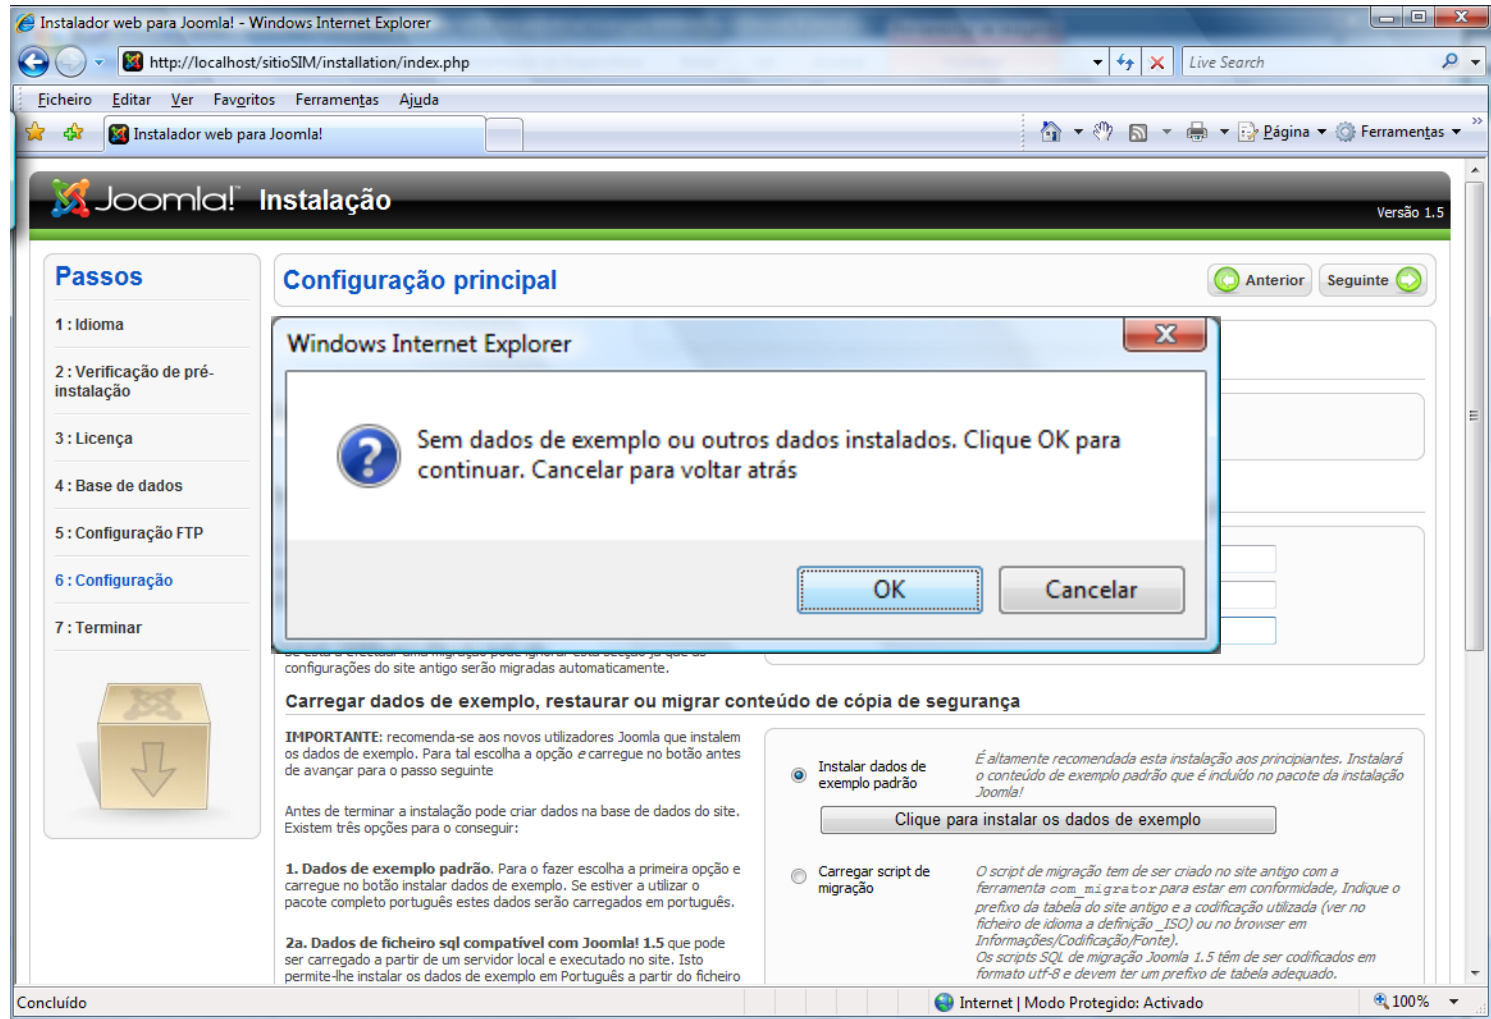 Instalador web para Joomla! - Windows Internet Explorer
http://localhost/sitioSIM/installation/index.php
Live Search
Ficheiro Editar Ver Favoritos Ferramentas Ajuda
Instalador web para Joomla!
Página Ferramentas
Joomla! Instalação
Versão 1.5
Passos
1 : Idioma
2 : Verificação de pré-
instalação
3 : Licença
4 : Base de dados
5 : Configuração FTP
6 : Configuração
7 : Terminar
Configuração principal
Anterior
Seguinte
Windows Internet Explorer
Sem dados de exemplo ou outros dados instalados. Clique OK para
continuar. Cancelar para voltar atrás
OK
Cancelar
configurações do site antigo serão migradas automaticamente.
Carregar dados de exemplo, restaurar ou migrar conteúdo de cópia de segurança
IMPORTANTE: recomenda-se aos novos utilizadores Joomla que instalem
os dados de exemplo. Para tal escolha a opção e carregue no botão antes
de avançar para o passo seguinte
Antes de terminar a instalação pode criar dados na base de dados do site.
Existem três opções para o conseguir:
1. Dados de exemplo padrão. Para o fazer escolha a primeira opção e
carregue no botão instalar dados de exemplo. Se estiver a utilizar o
pacote completo português estes dados serão carregados em português.
2a. Dados de ficheiro sql compatível com Joomla! 1.5 que pode
ser carregado a partir de um servidor local e executado no site. Isto
permite-lhe instalar os dados de exemplo em Português a partir do ficheiro
Instalar dados de
exemplo padrão
É altamente recomendada esta instalação aos principiantes. Instalará
o conteúdo de exemplo padrão que é incluído no pacote da instalação
Joomla!
Clique para instalar os dados de exemplo
Carregar script de
migração
O script de migração tem de ser criado no site antigo com a
ferramenta com_migrator para estar em conformidade, Indique o
prefixo da tabela do site antigo e a codificação utilizada (ver no
ficheiro de idioma a definição _ISO) ou no browser em
Informações/Codificação/Fonte).
Os scripts SQL de migração Joomla 1.5 têm de ser codificados em
formato utf-8 e devem ter um prefixo de tabela adequado.
Concluído
Internet | Modo Protegido: Activado
100%